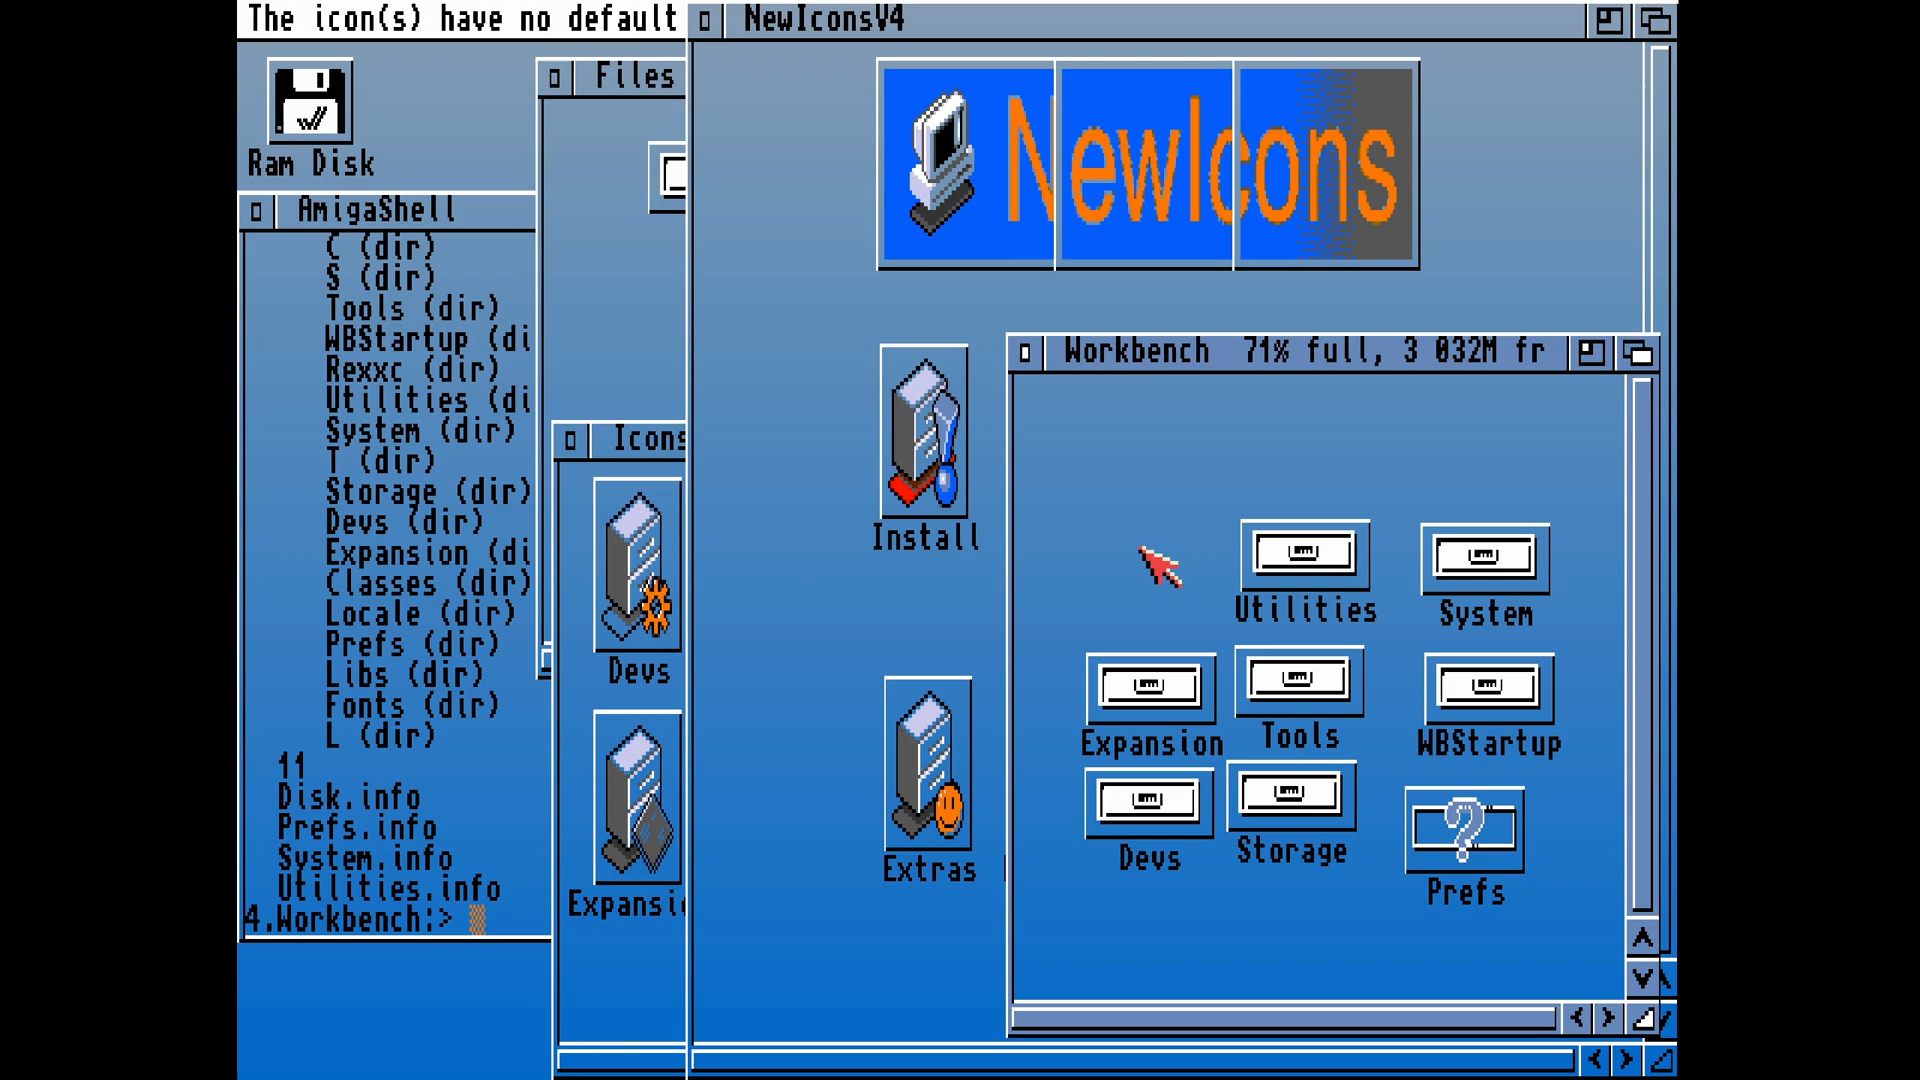 The icon(s) have no default
NewIconsV4
Files
NewIcons
Ram Disk
AmigaShell
C (dir)
S (dir)
Tools (dir)
WBStartup (di
Rexxc (dir)
Utilities (di
System (dir)
T (dir)
Storage (dir)
Devs (dir)
Expansion (di
Classes (dir)
Locale (dir)
Prefs (dir)
Libs (dir)
Fonts (dir)
L (dir)
11
Disk.info
Prefs.info
System.info
Utilities.info
4.Workbench:>
Icons
Devs
Expansi
Install
Extras
Workbench 71% full, 3 032M fr
Utilities
System
Expansion
Tools
WBStartup
Devs
Storage
Prefs